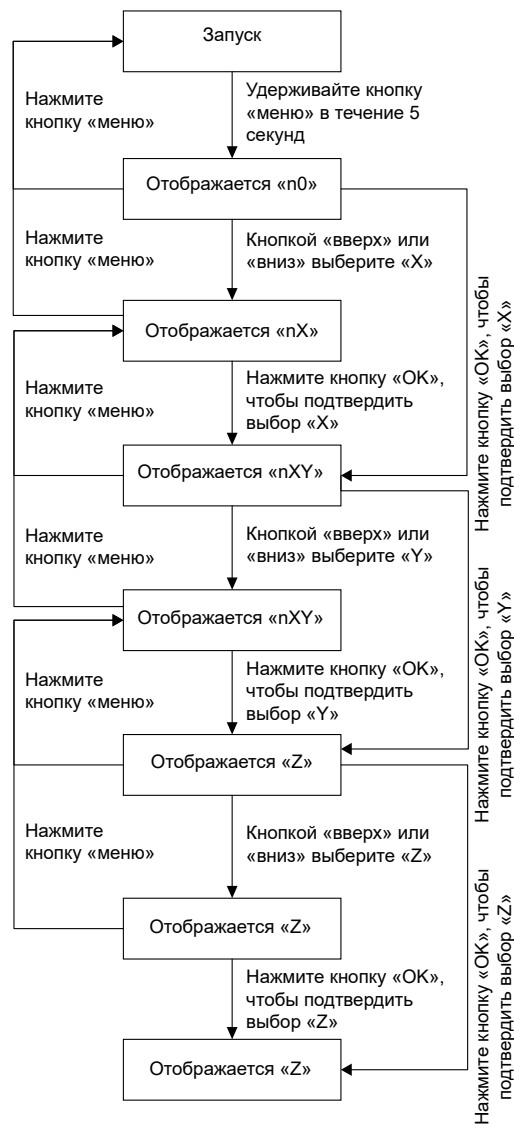 Запуск
Нажмите
кнопку «меню»
Удерживайте кнопку
«меню» в течение 5
секунд
Отображается «n0»
Нажмите
кнопку «меню»
Кнопкой «вверх» или
«вниз» выберите «X»
Нажмите кнопку «OK», чтобы
подтвердить выбор «X»
Отображается «nX»
Нажмите
кнопку «меню»
Нажмите кнопку «OK»,
чтобы подтвердить
выбор «X»
Отображается «nXY»
Нажмите
кнопку «меню»
Кнопкой «вверх» или
«вниз» выберите «Y»
Нажмите кнопку «OK», чтобы
подтвердить выбор «Y»
Отображается «nXY»
Нажмите
кнопку «меню»
Нажмите кнопку «OK»,
чтобы подтвердить
выбор «Y»
Отображается «Z»
Нажмите
кнопку «меню»
Кнопкой «вверх» или
«вниз» выберите «Z»
Нажмите кнопку «OK», чтобы
подтвердить выбор «Z»
Отображается «Z»
Нажмите кнопку «OK»,
чтобы подтвердить
выбор «Z»
Отображается «Z»